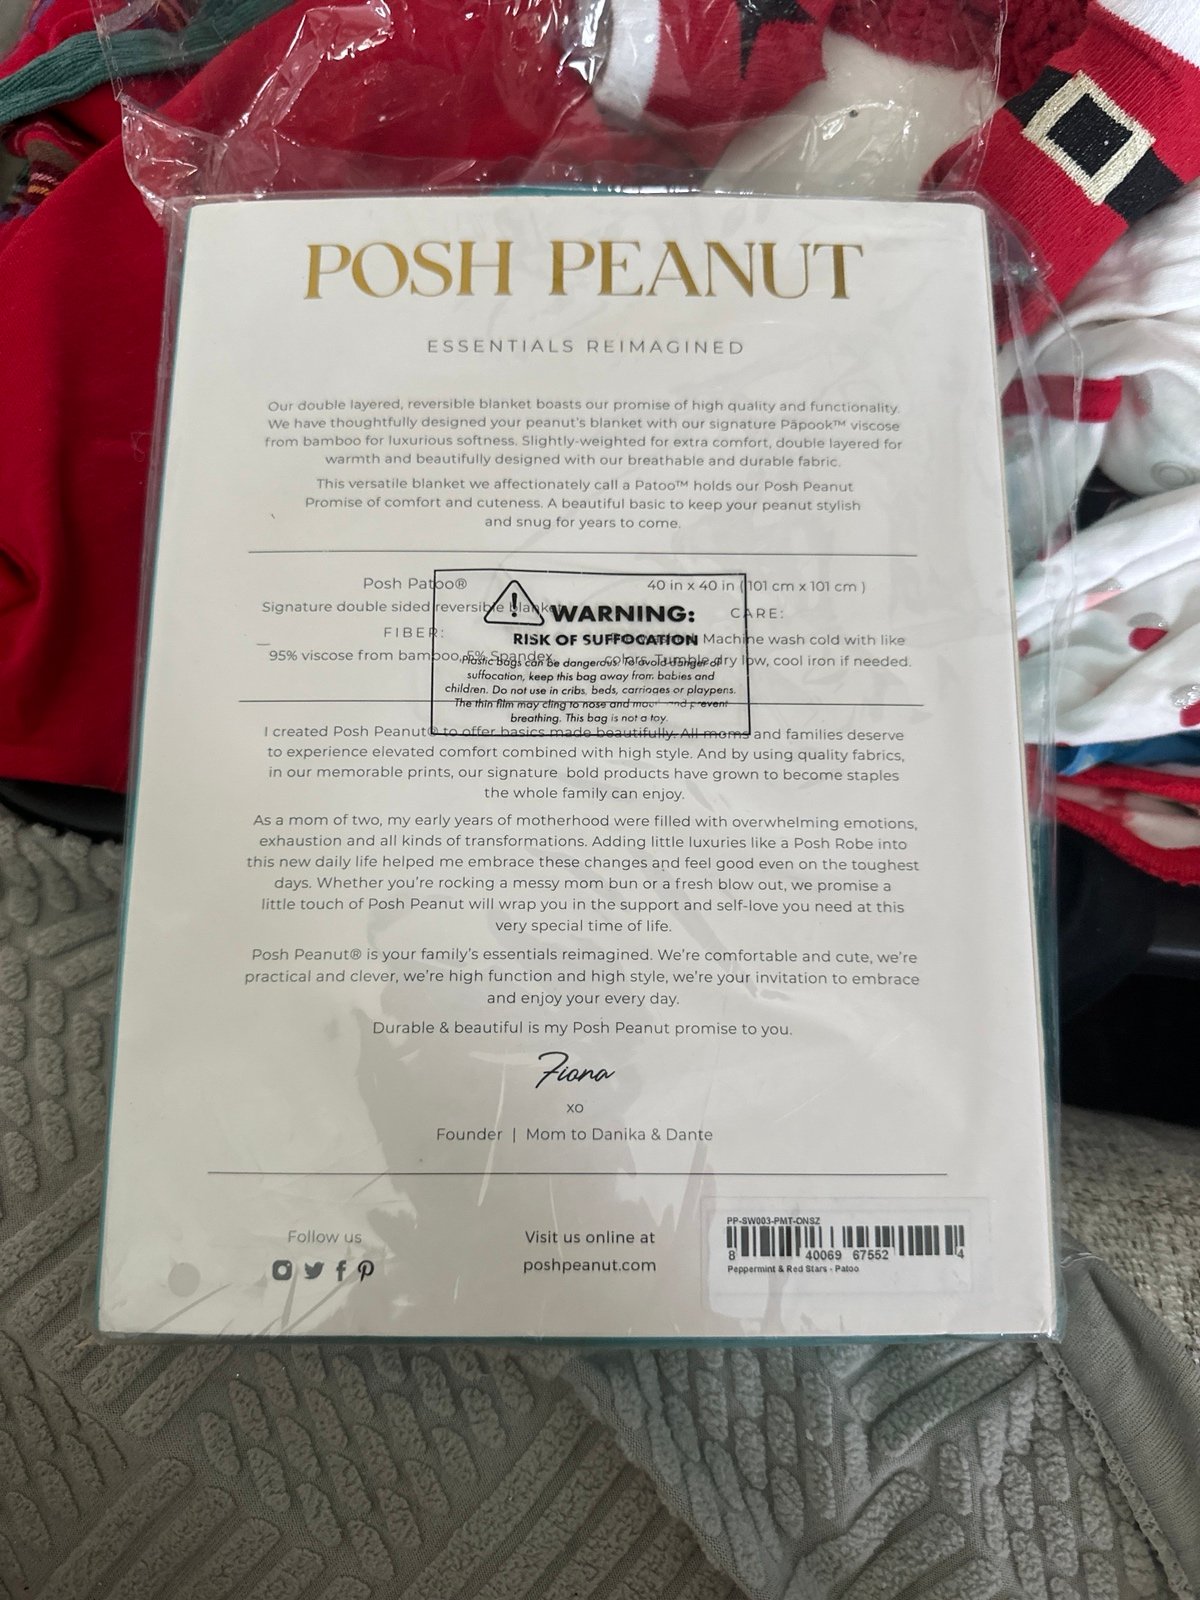 POSH PEANUT
ESSENTIALS REIMAGINED
Our double layered, reversible blanket boasts our promise of high quality and functionality.
We have thoughtfully designed your peanut's blanket with our signature Päpook™ viscose
from bamboo for luxurious softness. Slightly-weighted for extra comfort, double layered for
warmth and beautifully designed with our breathable and durable fabric.
This versatile blanket we affectionately call a Patoo™ holds our Posh Peanut
Promise of comfort and cuteness. A beautiful basic to keep your peanut stylish
and snug for years to come.
Posh Patoo®
Signature double sided reversible blanket
FIBER:
95% viscose from bamboo, 5% Spandex
40 in x 40 in ( 101 cm x 101 cm )
CARE:
Machine wash cold with like
colors. Tumble dry low, cool iron if needed.
WARNING:
RISK OF SUFFOCATION
Plastic bags can be dangerous. To avoid danger of
suffocation, keep this bag away from babies and
children. Do not use in cribs, beds, carriages or playpens.
The thin film may cling to nose and mouth and prevent
breathing. This bag is not a toy.
I created Posh Peanut® to offer basics made beautifully. All moms and families deserve
to experience elevated comfort combined with high style. And by using quality fabrics,
in our memorable prints, our signature bold products have grown to become staples
the whole family can enjoy.
As a mom of two, my early years of motherhood were filled with overwhelming emotions,
exhaustion and all kinds of transformations. Adding little luxuries like a Posh Robe into
this new daily life helped me embrace these changes and feel good even on the toughest
days. Whether you're rocking a messy mom bun or a fresh blow out, we promise a
little touch of Posh Peanut will wrap you in the support and self-love you need at this
very special time of life.
Posh Peanut® is your family's essentials reimagined. We're comfortable and cute, we're
practical and clever, we're high function and high style, we're your invitation to embrace
and enjoy your every day.
Durable & beautiful is my Posh Peanut promise to you.
Fiona
xo
Founder | Mom to Danika & Dante
Follow us
Visit us online at
poshpeanut.com
PP-SW003-PMT-ONSZ
8 40069 67552 4
Peppermint & Red Stars - Patoo